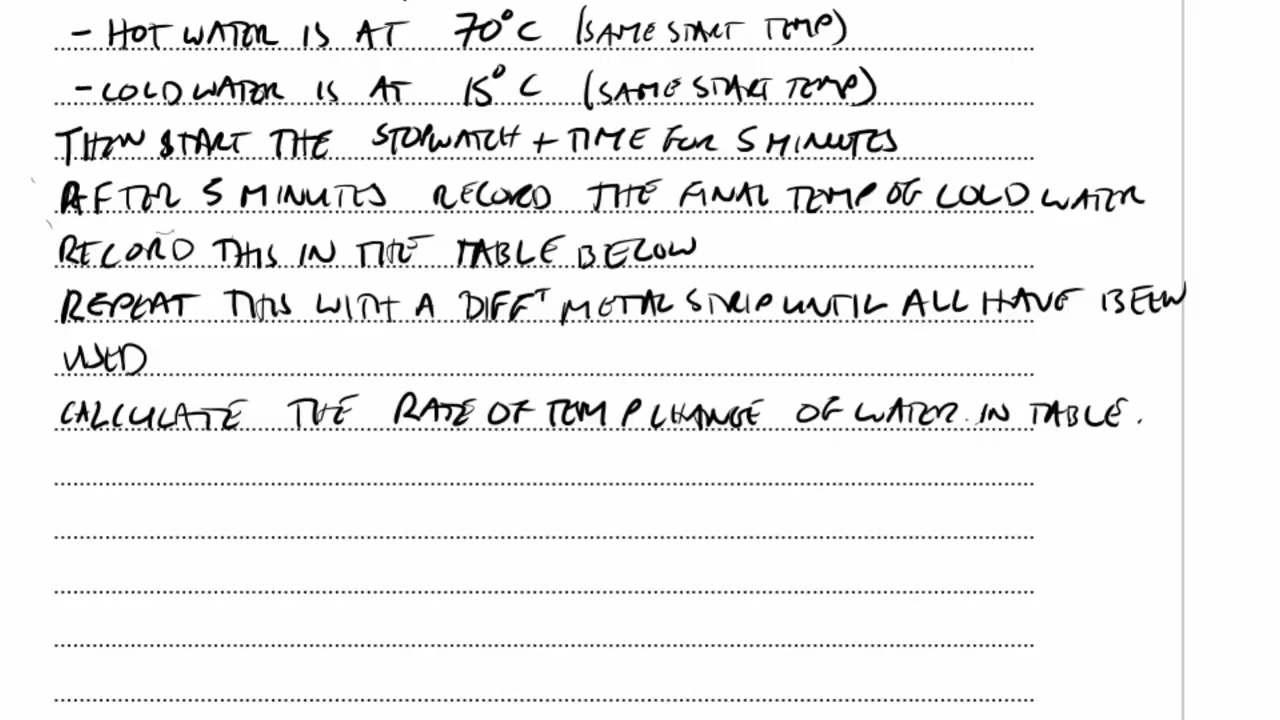 - HOT WATER IS AT 70°C (SAME START TEMP)
- COLD WATER IS AT 15°C (SAME START TEMP)
THEN START THE STOPWATCH + TIME FOR 5 MINUTES
AFTER 5 MINUTES RECORD THE FINAL TEMP OF COLD WATER
RECORD THIS IN THE TABLE BELOW
REPEAT THIS WITH A DIFFT METAL STRIP UNTIL ALL HAVE BEEN
USED
CALCULATE THE RATE OF TEMP CHANGE OF WATER IN TABLE.